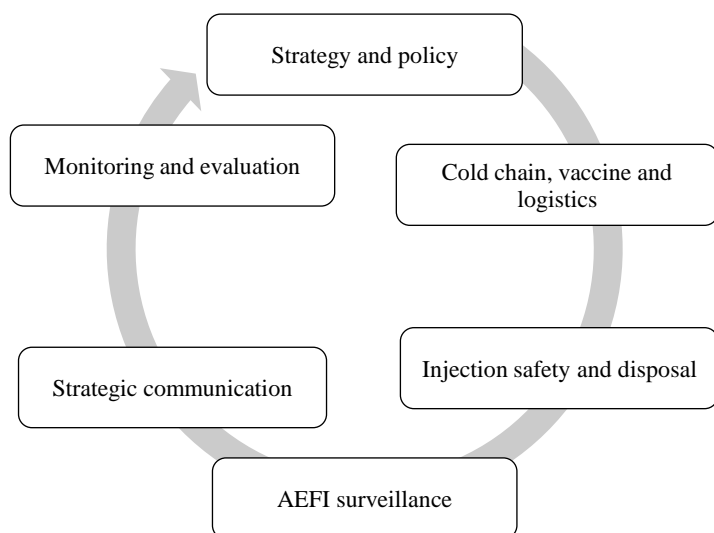 Strategy and policy
Cold chain, vaccine and
logistics
Injection safety and disposal
AEFI surveillance
Strategic communication
Monitoring and evaluation